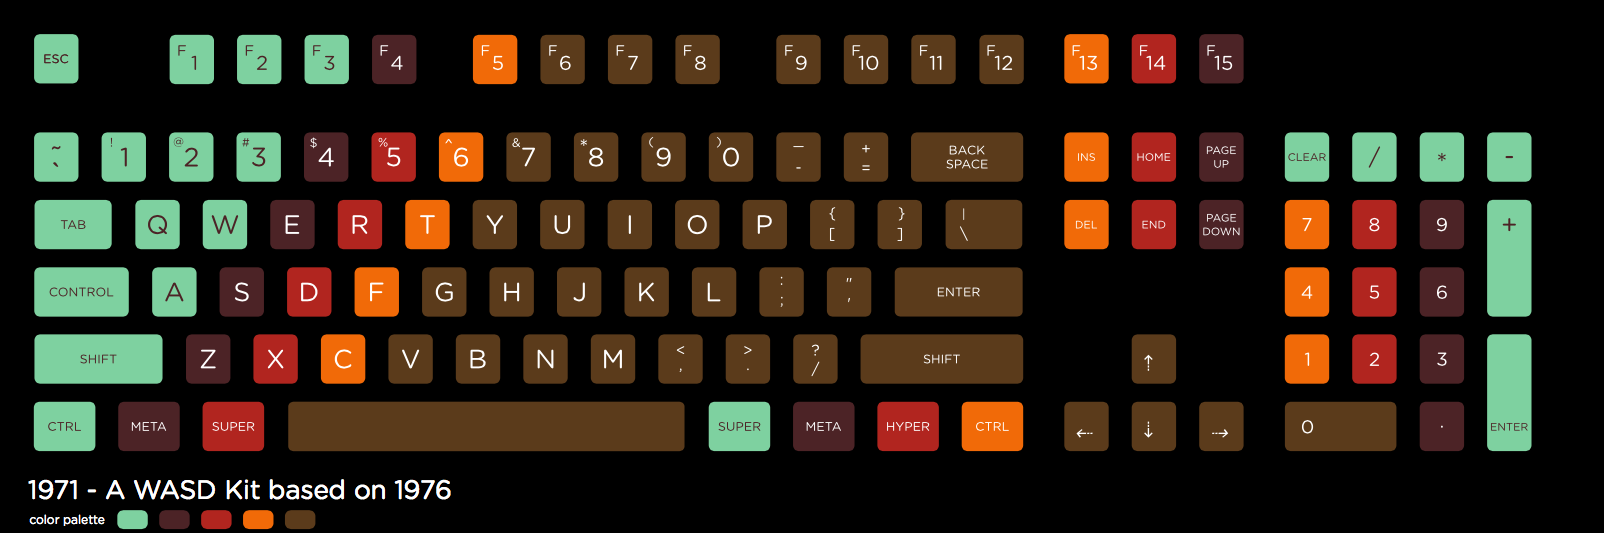 ESC F1 F2 F3 F4 F5 F6 F7 F8 F9 F10 F11 F12 F13 F14 F15
~ ` ! 1 @ 2 # 3 $ 4 % 5 ^ 6 & 7 * 8 ( 9 ) 0 — - + = BACK SPACE INS HOME PAGE UP CLEAR / * -
TAB Q W E R T Y U I O P { [ } ] | \ DEL END PAGE DOWN 7 8 9 +
CONTROL A S D F G H J K L : ; " ' ENTER 4 5 6
SHIFT Z X C V B N M < , > . ? / SHIFT ↑ 1 2 3
CTRL META SUPER SUPER META HYPER CTRL ← ↓ → 0 . ENTER
1971 - A WASD Kit based on 1976
color palette